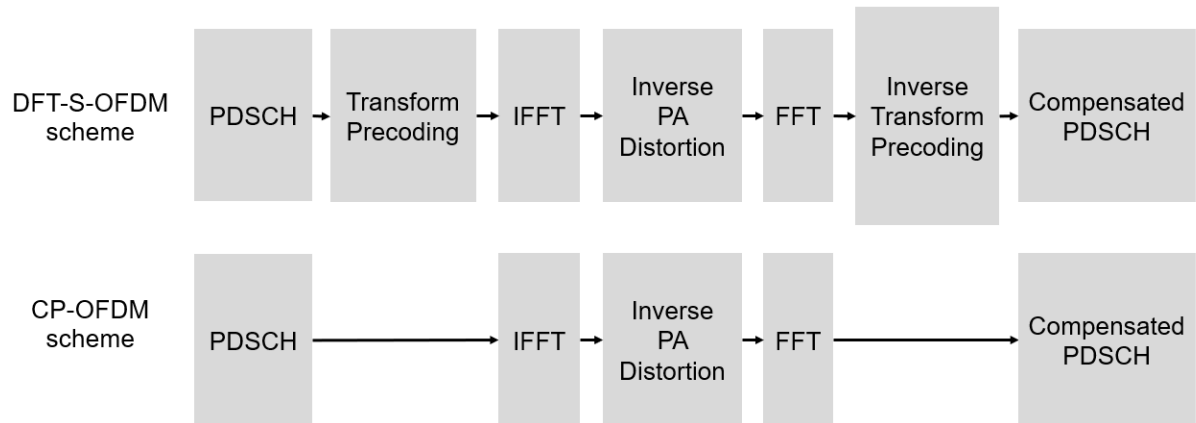 DFT-S-OFDM
scheme
PDSCH
Transform
Precoding
IFFT
Inverse
PA
Distortion
FFT
Inverse
Transform
Precoding
Compensated
PDSCH
CP-OFDM
scheme
PDSCH
IFFT
Inverse
PA
Distortion
FFT
Compensated
PDSCH